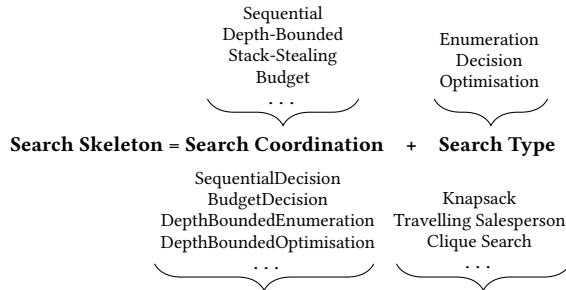 Sequential
Depth-Bounded
Stack-Stealing
Budget
. . .
Enumeration
Decision
Optimisation
Search Skeleton = Search Coordination + Search Type
SequentialDecision
BudgetDecision
DepthBoundedEnumeration
DepthBoundedOptimisation
. . .
Knapsack
Travelling Salesperson
Clique Search
. . .